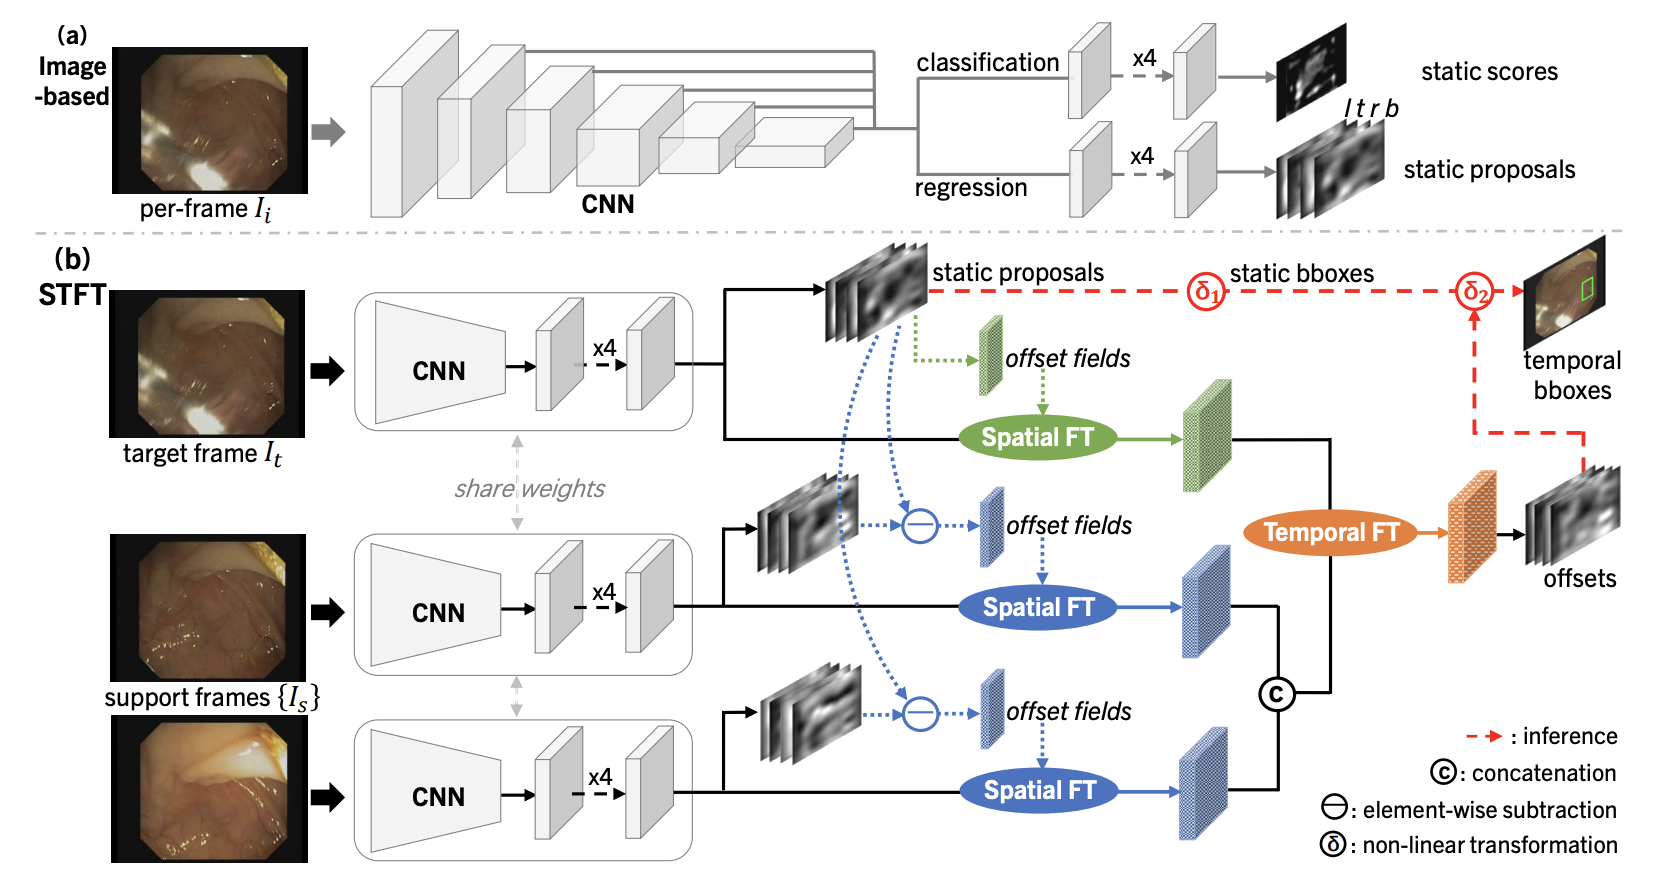 (a)
Image
-based
per-frame I_i
CNN
classification
x4
static scores
l t r b
regression
x4
static proposals
(b)
STFT
target frame I_t
CNN
x4
static proposals
δ₁
static bboxes
δ₂
temporal
bboxes
offset fields
Spatial FT
share weights
support frames {I_s}
CNN
x4
offset fields
Spatial FT
Temporal FT
offsets
CNN
x4
offset fields
Spatial FT
C
: inference
C : concatenation
: element-wise subtraction
δ : non-linear transformation